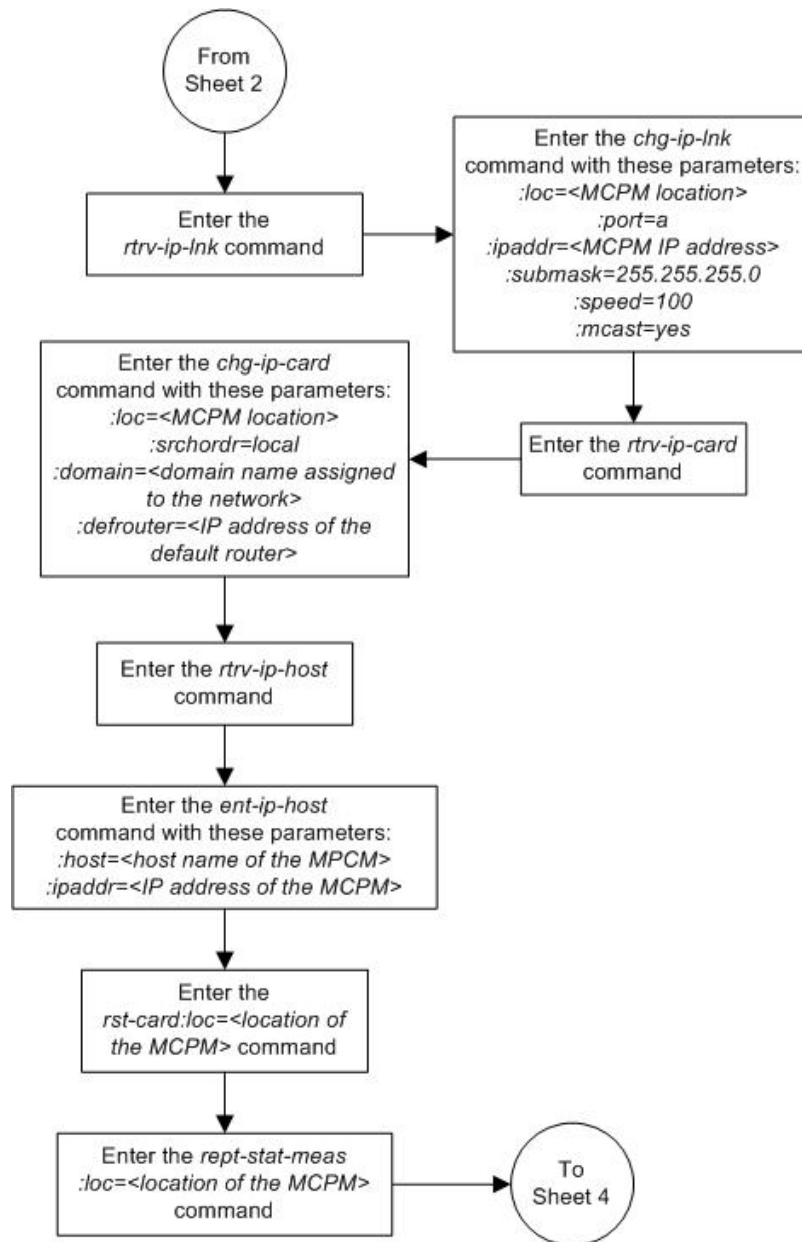 From
Sheet 2
Enter the
rtrv-ip-lnk command
Enter the chg-ip-lnk
command with these parameters:
:loc=<MCPM location>
:port=a
:ipaddr=<MCPM IP address>
:submask=255.255.255.0
:speed=100
:mcast=yes
Enter the rtrv-ip-card
command
Enter the chg-ip-card
command with these parameters:
:loc=<MCPM location>
:srchordr=local
:domain=<domain name assigned
to the network>
:defrouter=<IP address of the
default router>
Enter the rtrv-ip-host
command
Enter the ent-ip-host
command with these parameters:
:host=<host name of the MPCM>
:ipaddr=<IP address of the MCPM>
Enter the
rst-card:loc=<location of
the MCPM> command
Enter the rept-stat-meas
:loc=<location of the MCPM>
command
To
Sheet 4